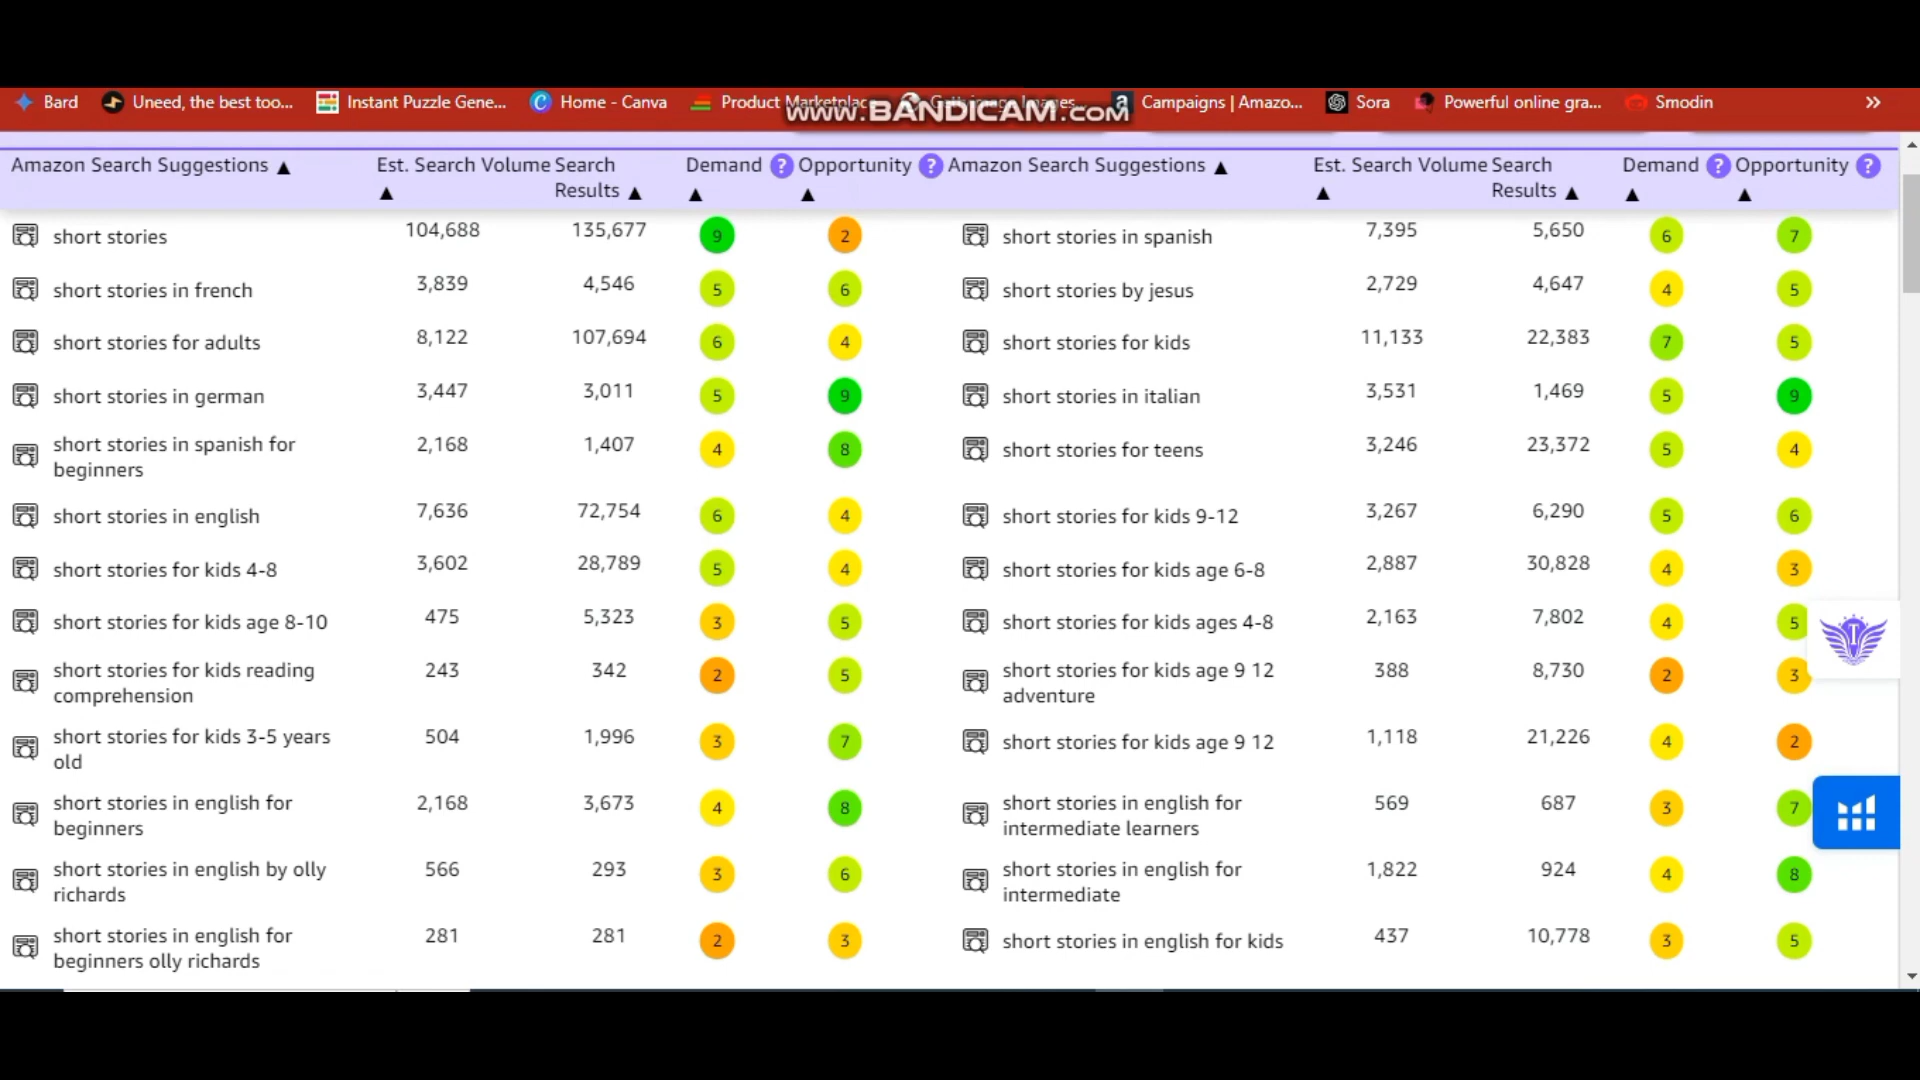 Bard Uneed, the best too... Instant Puzzle Gene... Home - Canva Product Marketplace Campaigns | Amazo... Sora Powerful online gra... Smodin »
WWW.BANDICAM.COM
Amazon Search Suggestions ▲ Est. Search Volume ▲ Search Results ▲ Demand ? ▲ Opportunity ? ▲ Amazon Search Suggestions ▲ Est. Search Volume ▲ Search Results ▲ Demand ? ▲ Opportunity ? ▲
short stories 104,688 135,677 9 2 short stories in spanish 7,395 5,650 6 7
short stories in french 3,839 4,546 5 6 short stories by jesus 2,729 4,647 4 5
short stories for adults 8,122 107,694 6 4 short stories for kids 11,133 22,383 7 5
short stories in german 3,447 3,011 5 9 short stories in italian 3,531 1,469 5 9
short stories in spanish for beginners 2,168 1,407 4 8 short stories for teens 3,246 23,372 5 4
short stories in english 7,636 72,754 6 4 short stories for kids 9-12 3,267 6,290 5 6
short stories for kids 4-8 3,602 28,789 5 4 short stories for kids age 6-8 2,887 30,828 4 3
short stories for kids age 8-10 475 5,323 3 5 short stories for kids ages 4-8 2,163 7,802 4 5
short stories for kids reading comprehension 243 342 2 5 short stories for kids age 9 12 adventure 388 8,730 2 3
short stories for kids 3-5 years old 504 1,996 3 7 short stories for kids age 9 12 1,118 21,226 4 2
short stories in english for beginners 2,168 3,673 4 8 short stories in english for intermediate learners 569 687 3 7
short stories in english by olly richards 566 293 3 6 short stories in english for intermediate 1,822 924 4 8
short stories in english for beginners olly richards 281 281 2 3 short stories in english for kids 437 10,778 3 5